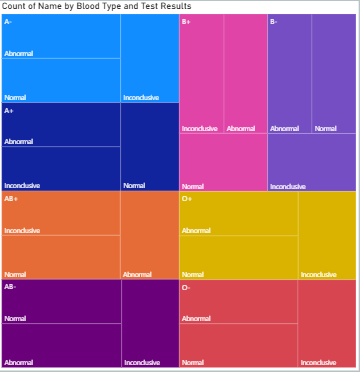 Count of Name by Blood Type and Test Results
A-
Abnormal
Normal
Inconclusive
A+
Abnormal
Inconclusive
Normal
AB+
Inconclusive
Normal
Abnormal
AB-
Normal
Abnormal
Inconclusive
B+
Inconclusive
Abnormal
Normal
B-
Abnormal
Normal
Inconclusive
O+
Abnormal
Normal
Inconclusive
O-
Abnormal
Normal
Inconclusive